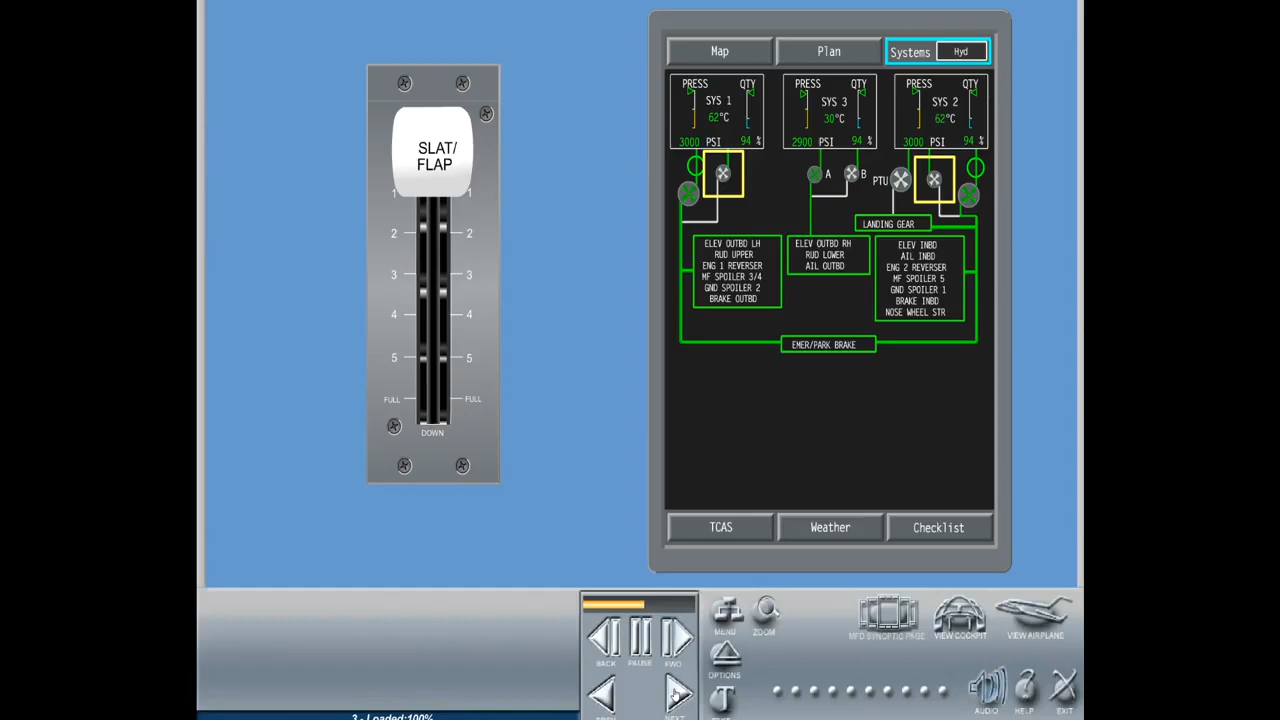 Map
Plan
Systems Hyd
PRESS QTY
SYS 1
62°C
3000 PSI 94 %
PRESS QTY
SYS 3
30°C
2900 PSI 94 %
PRESS QTY
SYS 2
62°C
3000 PSI 94 %
A
B
PTU
LANDING GEAR
ELEV OUTBD LH
RUD UPPER
ENG 1 REVERSER
MF SPOILER 3/4
GND SPOILER 2
BRAKE OUTBD
ELEV OUTBD RH
RUD LOWER
AIL OUTBD
ELEV INBD
AIL INBD
ENG 2 REVERSER
MF SPOILER 5
GND SPOILER 1
BRAKE INBD
NOSE WHEEL STR
EMER/PARK BRAKE
TCAS
Weather
Checklist
SLAT/
FLAP
1 1
2 2
3 3
4 4
5 5
FULL FULL
DOWN
BACK PAUSE FWD
NEXT
MENU ZOOM
OPTIONS
MFD SYNOPTIC PAGE VIEW COCKPIT VIEW AIRPLANE
AUDIO HELP EXIT
3 - Loaded:100%